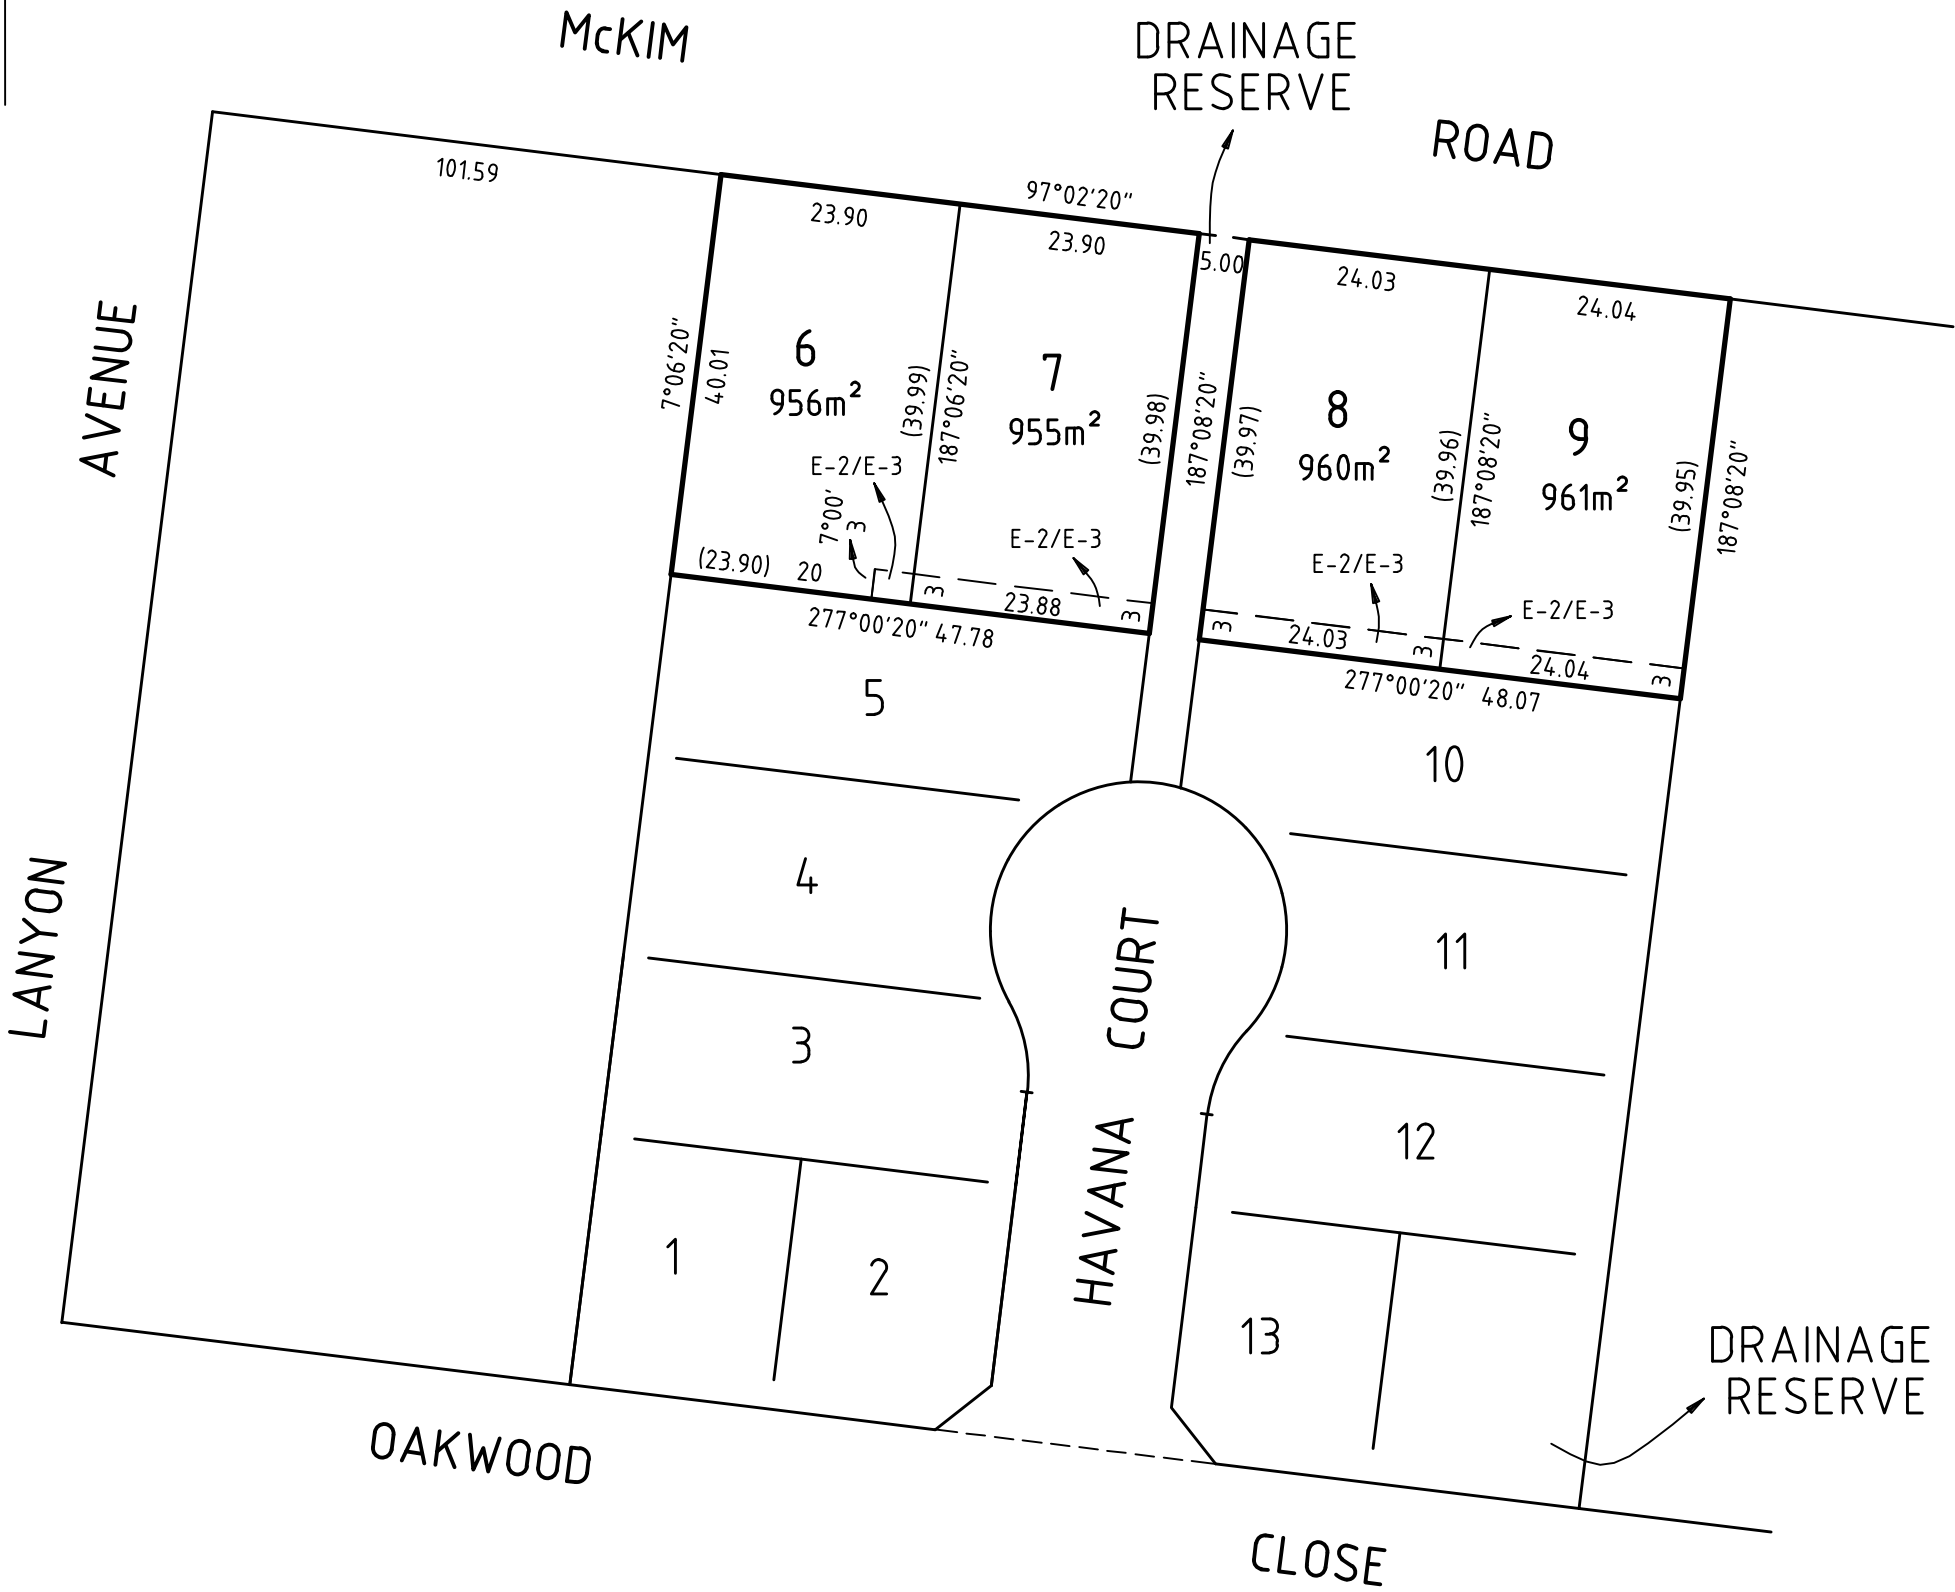 McKIM
DRAINAGE
RESERVE
ROAD
101.59
97°02'20"
23.90
23.90
5.00
24.03
24.04
AVENUE
7°06'20"
40.01
6
956m²
(39.99)
187°06'20"
7
955m²
(39.98)
187°08'20"
(39.97)
8
960m²
(39.96)
187°08'20"
9
961m²
(39.95)
187°08'20"
E-2/E-3
7°00'
3
E-2/E-3
E-2/E-3
E-2/E-3
(23.90)
20
3
23.88
3
277°00'20" 47.78
3
24.03
3
24.04
3
277°00'20" 48.07
5
10
4
LANYON
11
HAVANA COURT
3
12
1
2
13
DRAINAGE
RESERVE
OAKWOOD
CLOSE